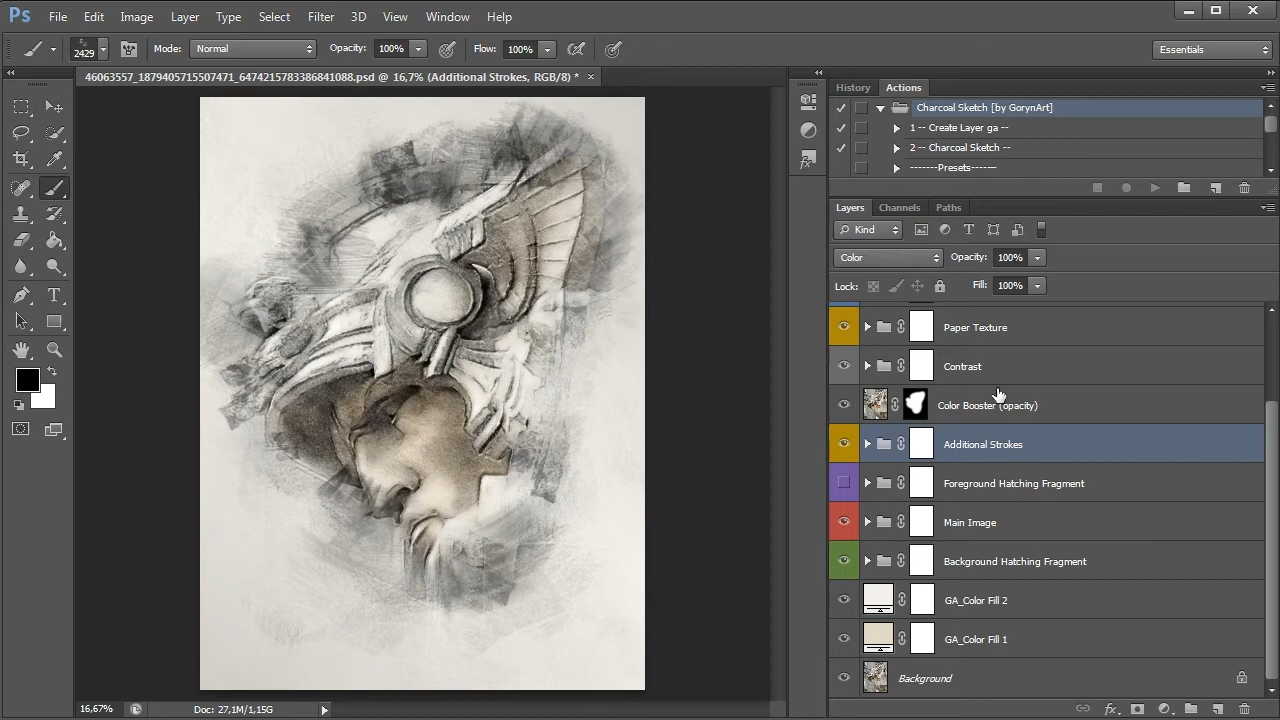 Ps File Edit Image Layer Type Select Filter 3D View Window Help
2429 Mode: Normal Opacity: 100% Flow: 100% Essentials
46063557_1879405715507471_6474215783386841088.psd @ 16,7% (Additional Strokes, RGB/8) * ×
History Actions
Charcoal Sketch [by GorynArt]
1 -- Create Layer ga --
2 -- Charcoal Sketch --
-------Presets-------
Layers Channels Paths
Kind
Color Opacity: 100%
Lock: Fill: 100%
Paper Texture
Contrast
Color Booster (opacity)
Additional Strokes
Foreground Hatching Fragment
Main Image
Background Hatching Fragment
GA_Color Fill 2
GA_Color Fill 1
Background
16,67% Doc: 27,1M/1,15G